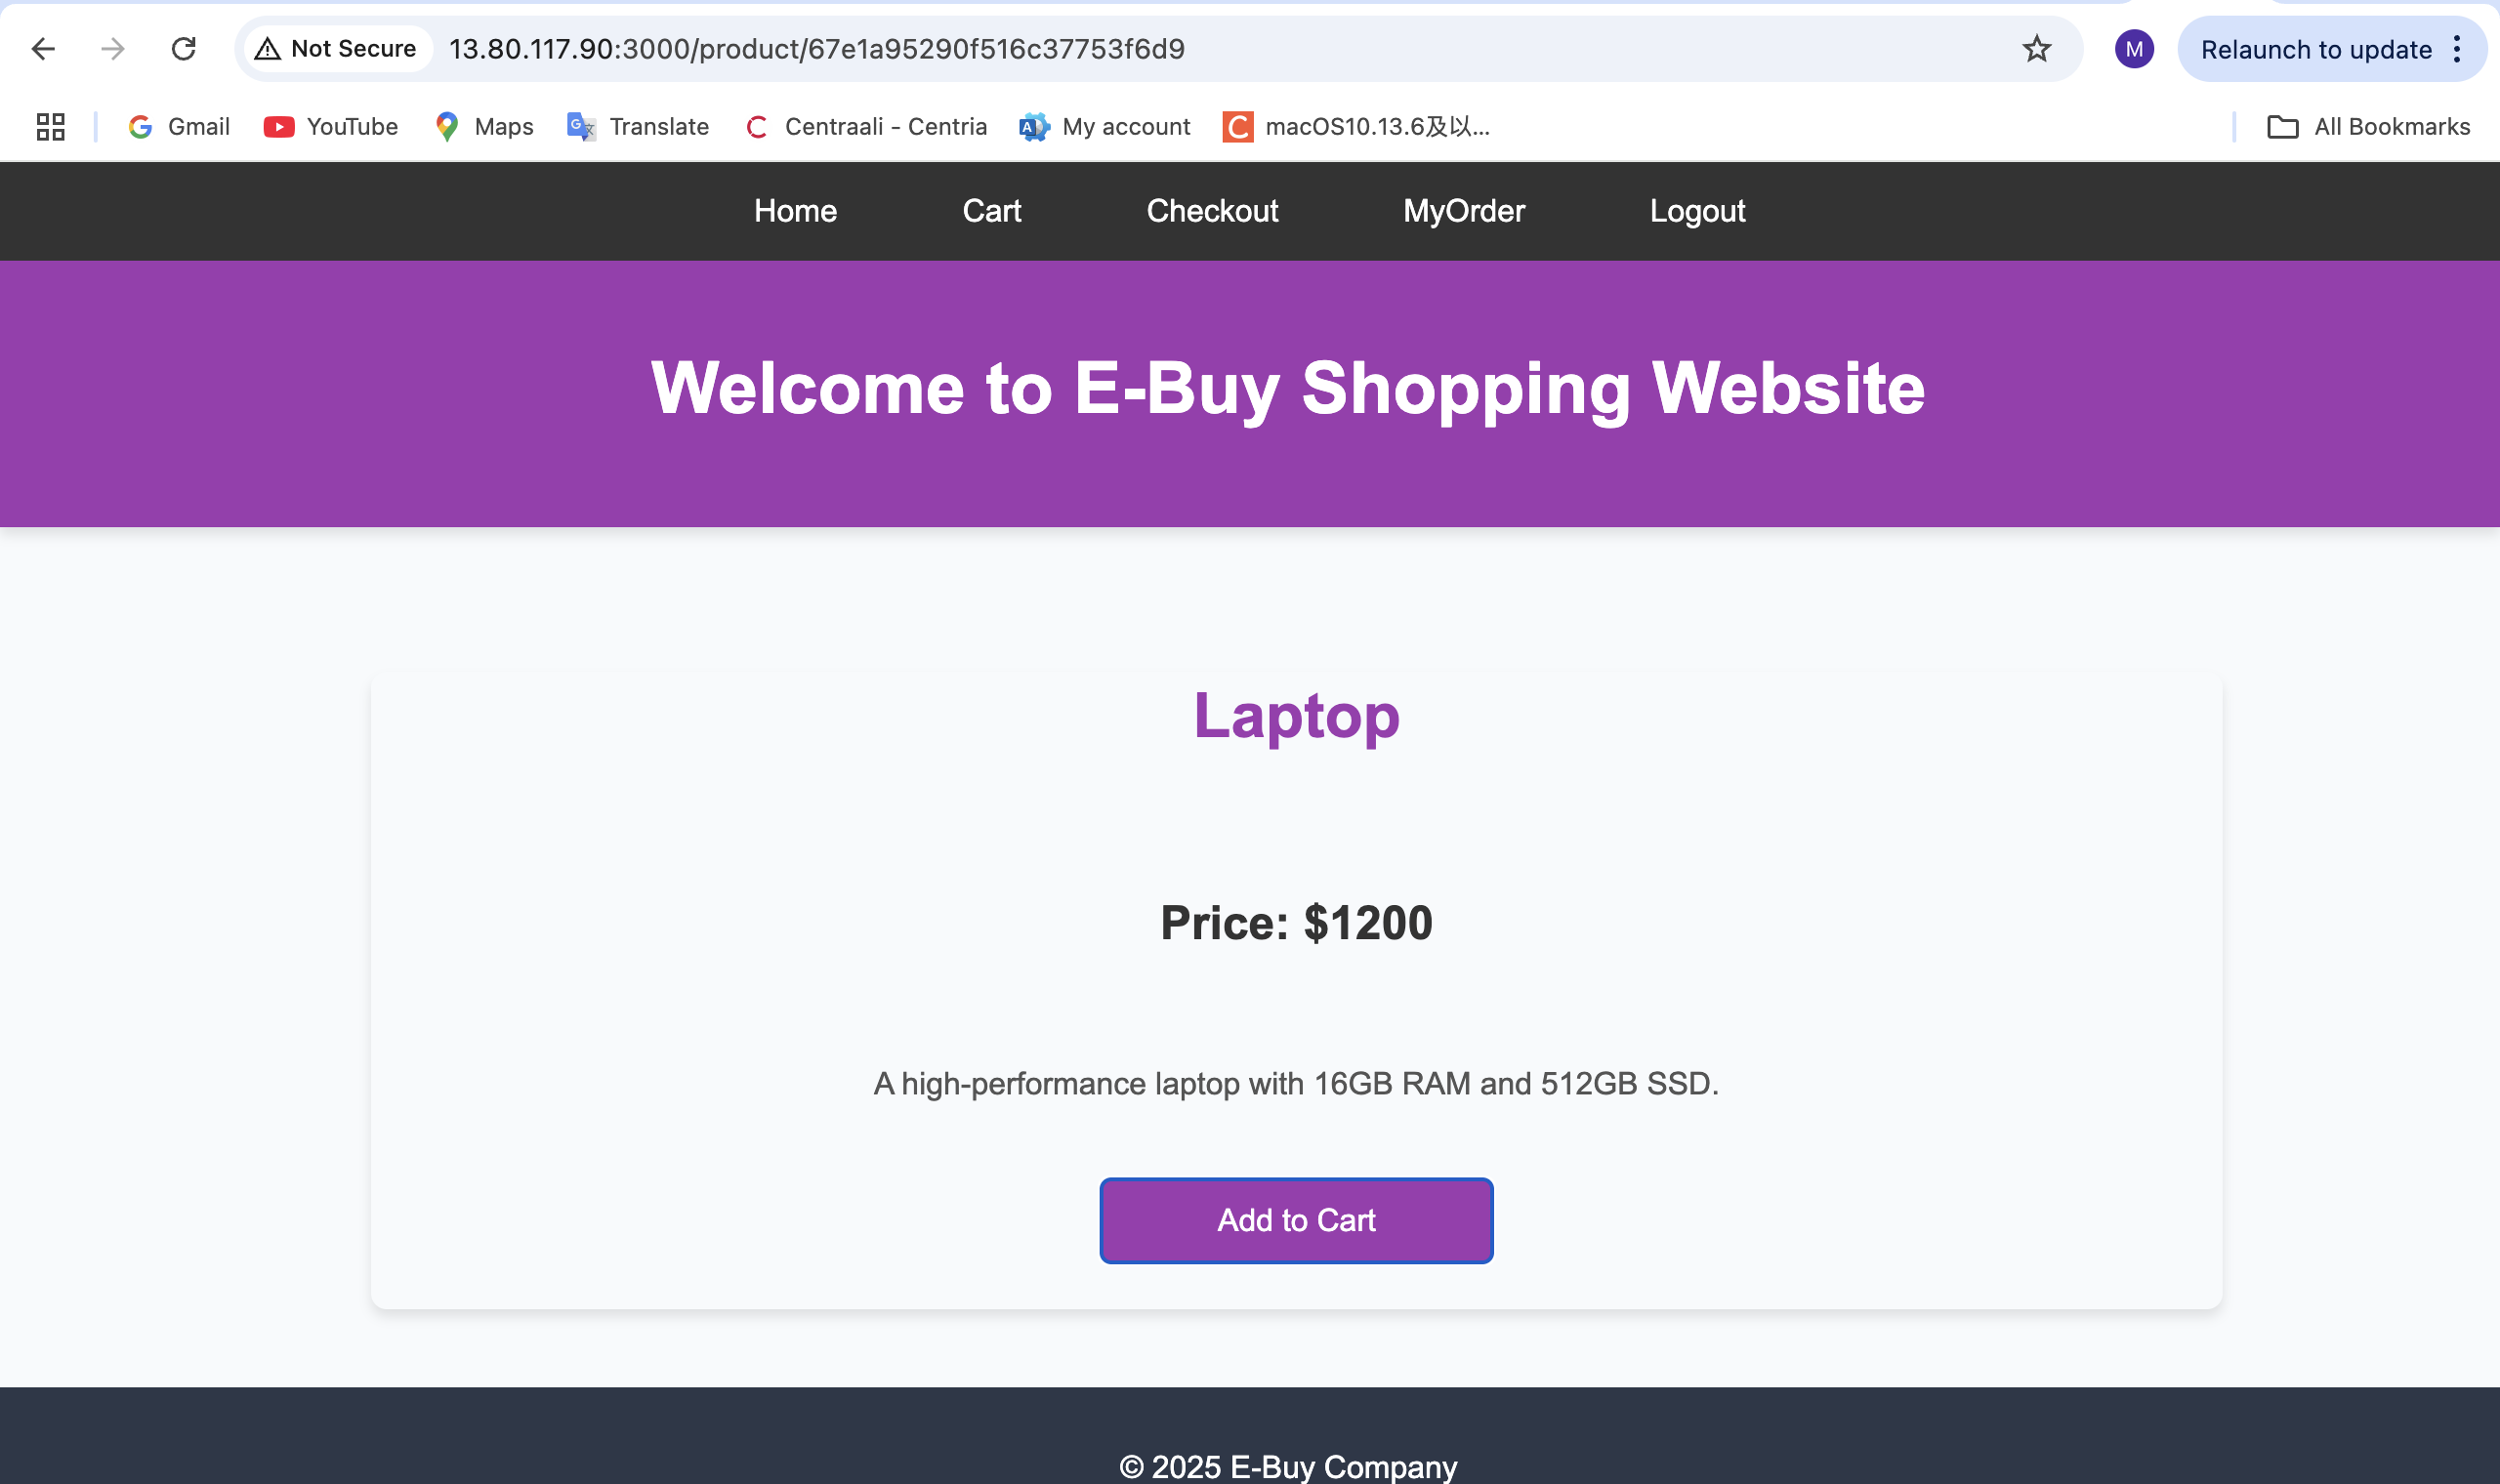 Not Secure 13.80.117.90:3000/product/67e1a95290f516c37753f6d9 M Relaunch to update
Gmail YouTube Maps Translate Centraali - Centria My account macOS10.13.6及以... All Bookmarks
Home Cart Checkout MyOrder Logout
Welcome to E-Buy Shopping Website
Laptop
Price: $1200
A high-performance laptop with 16GB RAM and 512GB SSD.
Add to Cart
© 2025 E-Buy Company